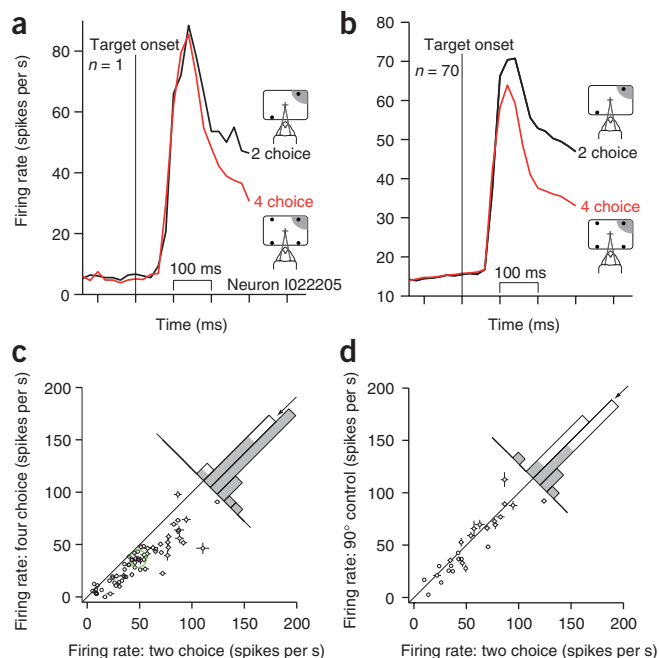 a
Firing rate (spikes per s)
80
60
40
20
0
Target onset
n = 1
2 choice
4 choice
100 ms
Neuron I022205
Time (ms)
b
80
70
60
50
40
30
20
10
Target onset
n = 70
2 choice
4 choice
100 ms
Time (ms)
c
Firing rate: four choice (spikes per s)
200
150
100
50
0
0 50 100 150 200
Firing rate: two choice (spikes per s)
d
Firing rate: 90° control (spikes per s)
200
150
100
50
0
0 50 100 150 200
Firing rate: two choice (spikes per s)